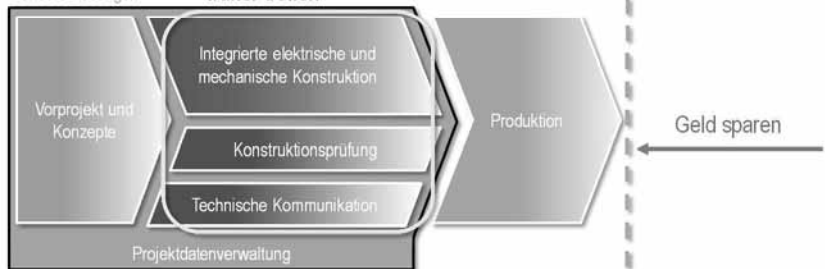 Integrierte elektrische und
mechanische Konstruktion
Vorprojekt und
Konzepte
Konstruktionsprüfung
Technische Kommunikation
Projektdatenverwaltung
Produktion
Geld sparen